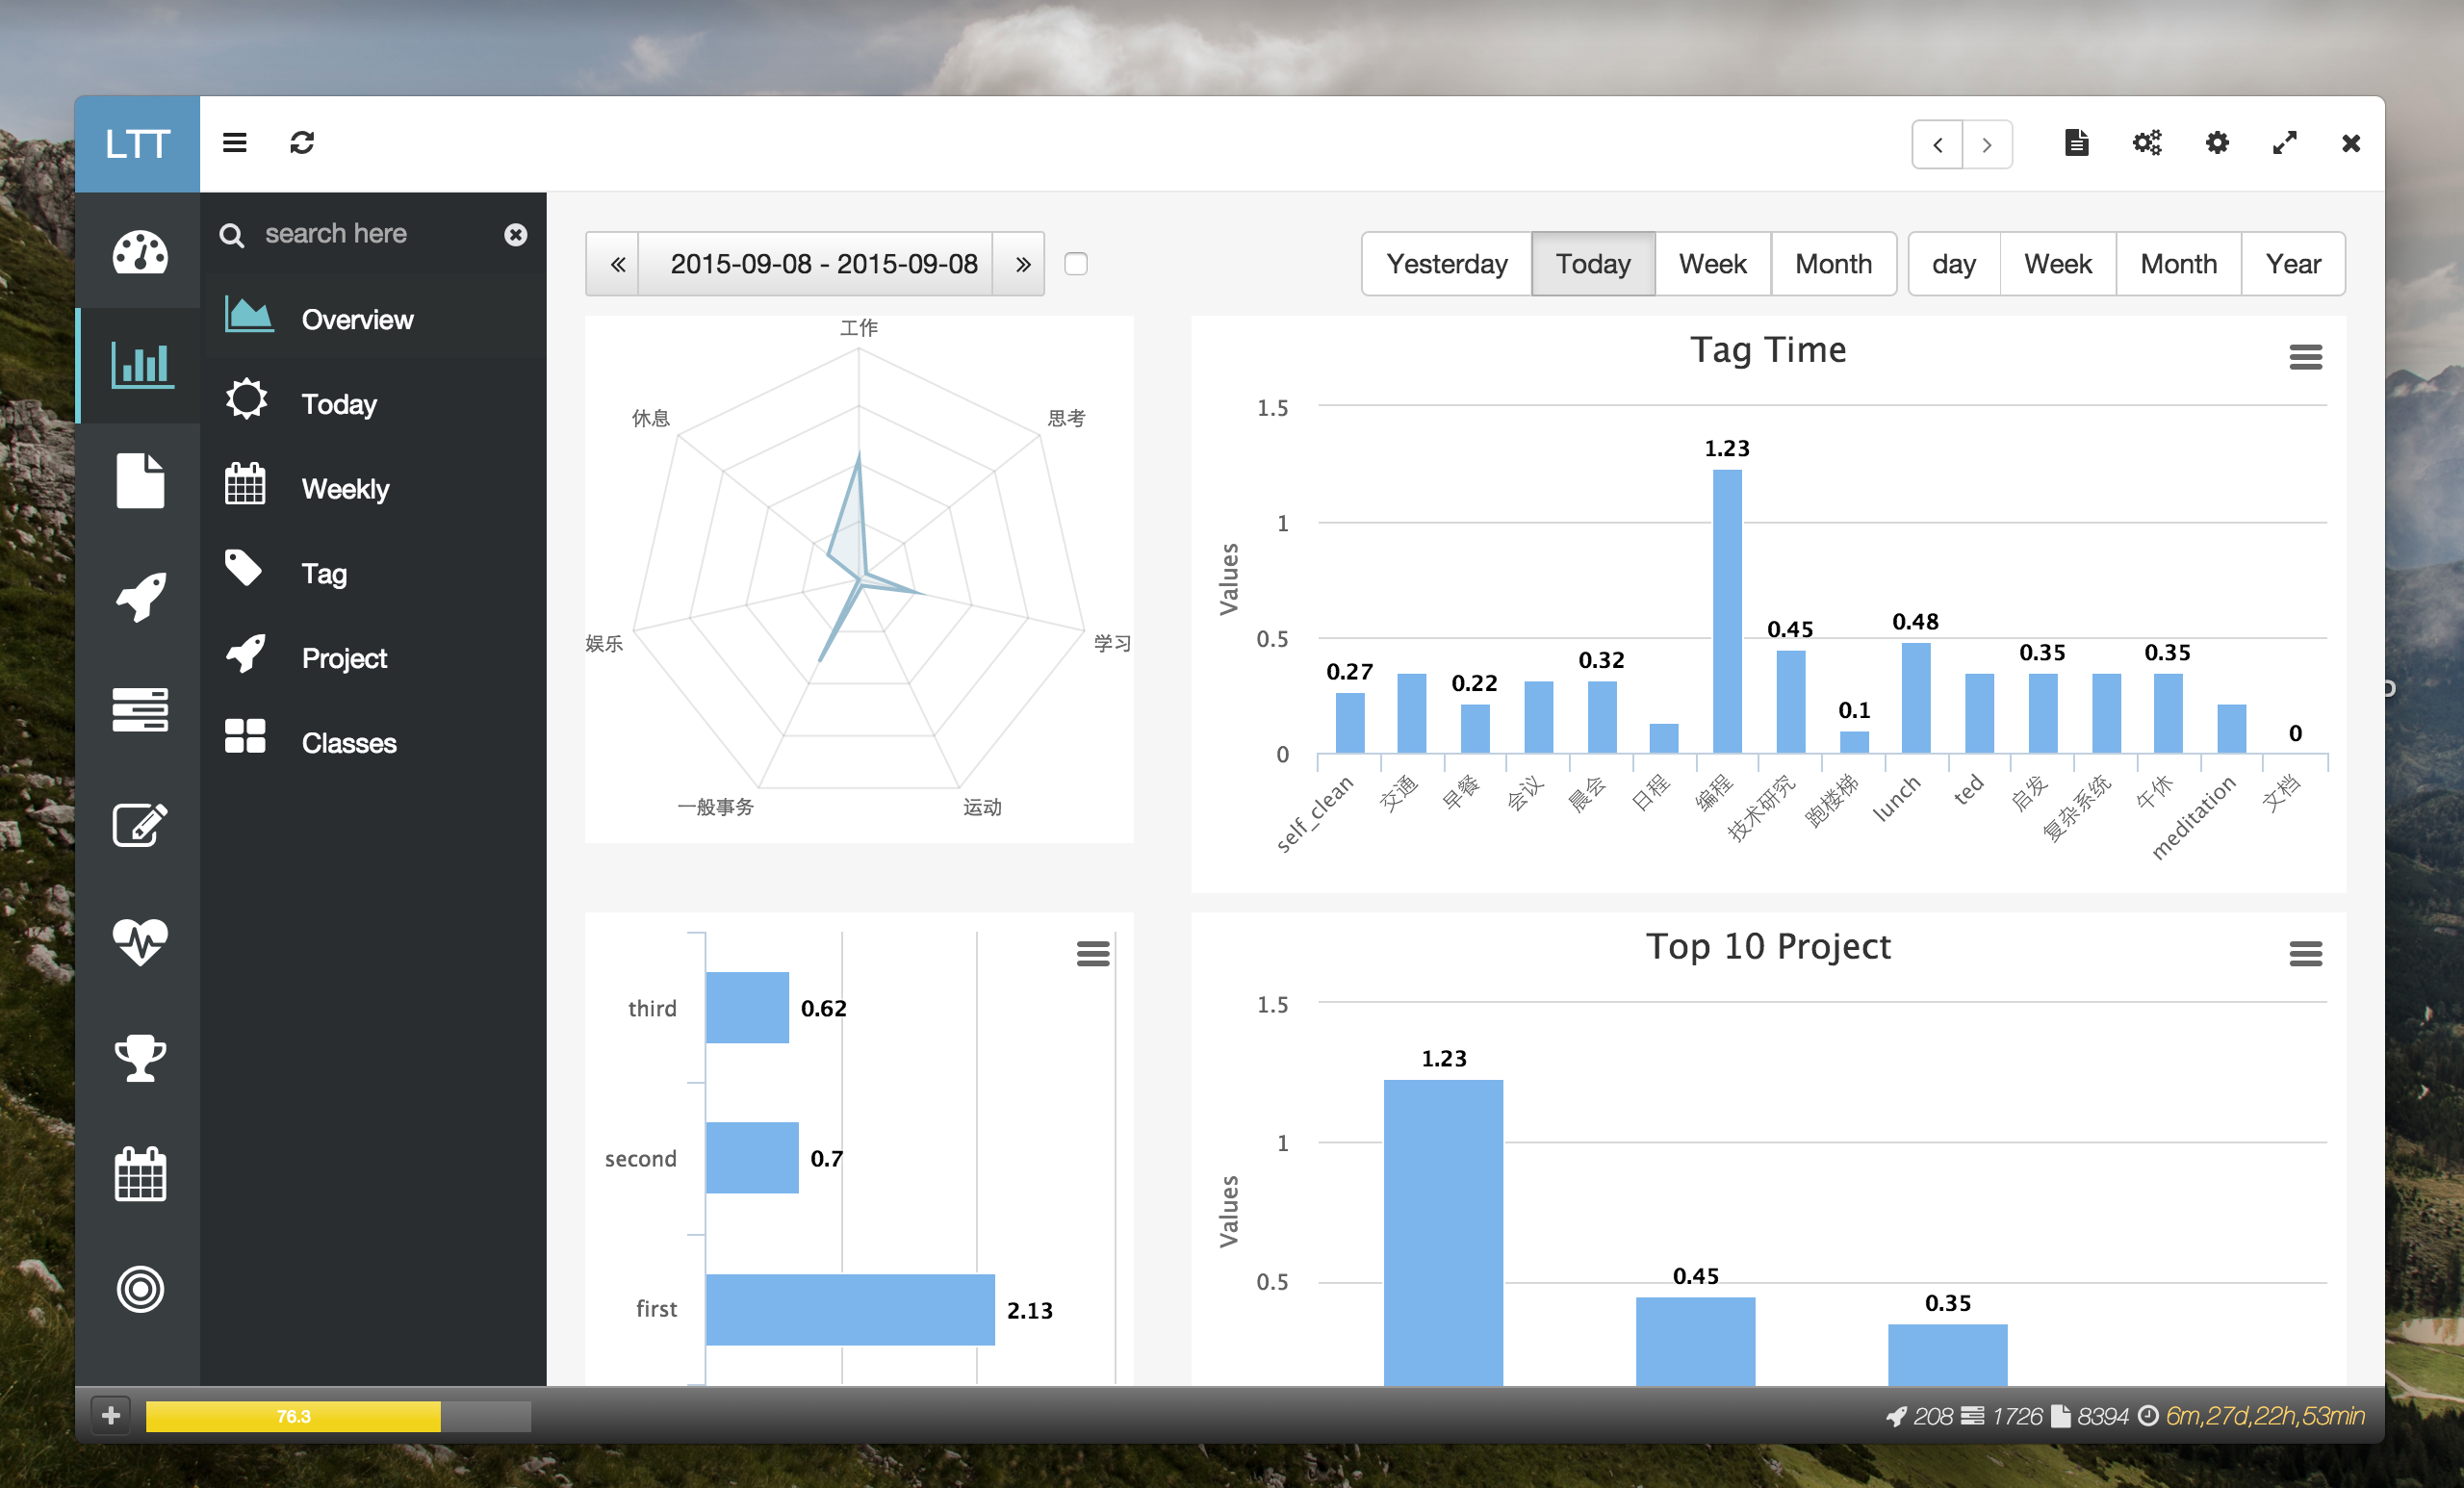 LTT
search here
Overview
Today
Weekly
Tag
Project
Classes
2015-09-08 - 2015-09-08
Yesterday Today Week Month day Week Month Year
工作
思考
学习
运动
一般事务
娱乐
休息
Tag Time
Values
1.5
1
0.5
0
0.27
0.22
0.32
1.23
0.45
0.1
0.48
0.35
0.35
0
self_clean
交通
早餐
会议
晨会
日程
编程
技术研究
跑楼梯
lunch
ted
启发
复杂系统
午休
meditation
文档
third 0.62
second 0.7
first 2.13
Top 10 Project
Values
1.5
1
0.5
1.23
0.45
0.35
76.3
208 1726 8394 6m,27d,22h,53min